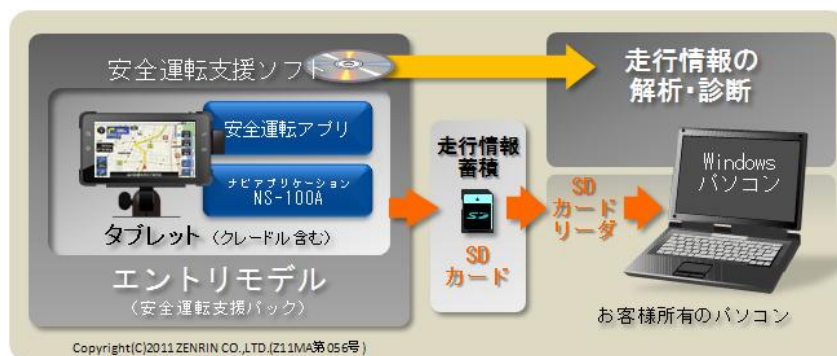 安全運転支援ソフト
安全運転アプリ
ナビアプリケーション
NS-100A
タブレット（クレードル含む）
エントリモデル
（安全運転支援パック）
走行情報
蓄積
SD
カード
SD
カード
リーダ
走行情報の
解析・診断
Windows
パソコン
お客様所有のパソコン
Copyright(C)2011 ZENRIN CO.,LTD.(Z11MA第056号)